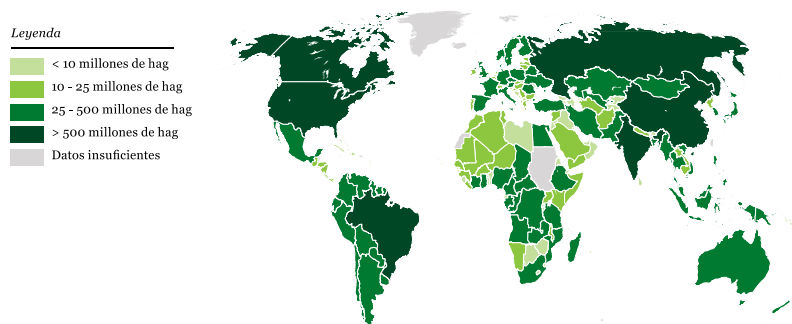 Leyenda
< 10 millones de hag
10 - 25 millones de hag
25 - 500 millones de hag
> 500 millones de hag
Datos insuficientes